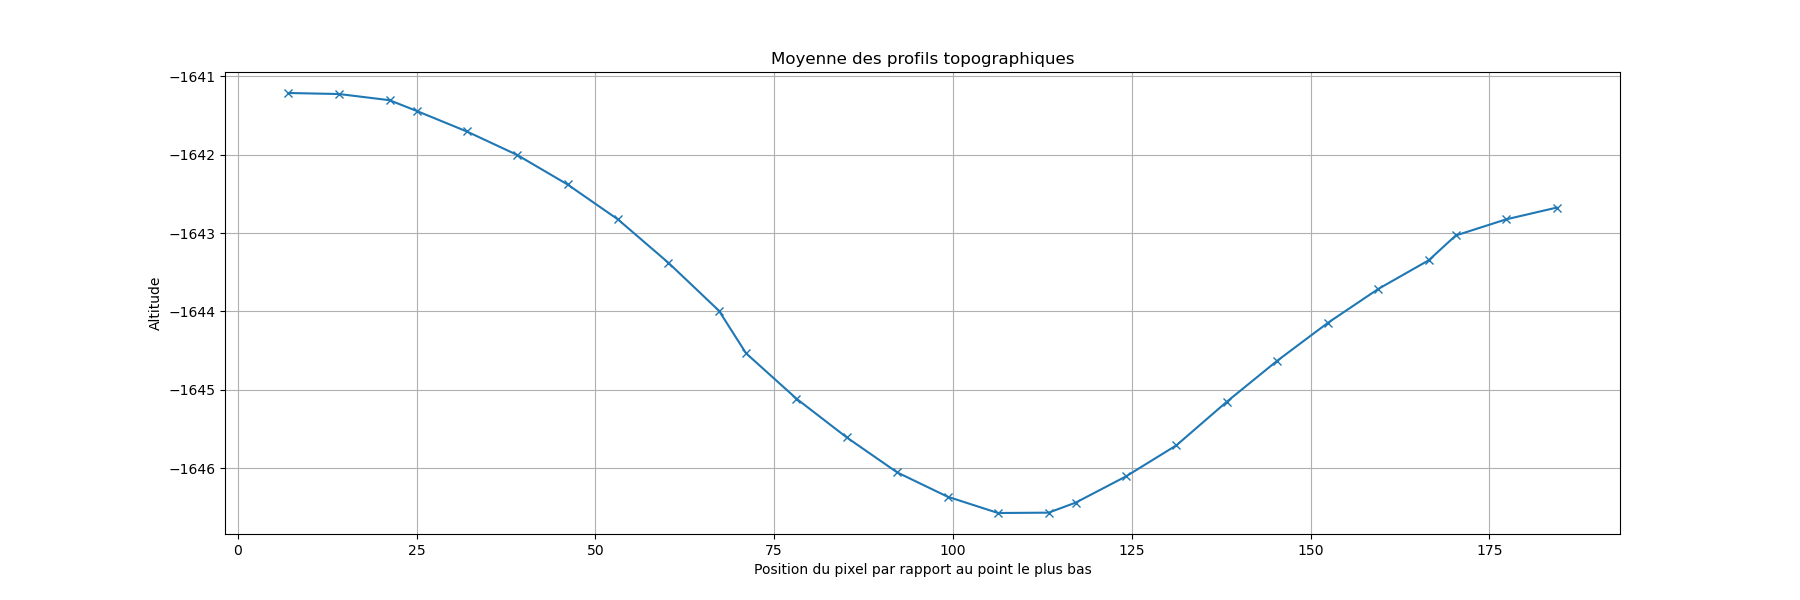 Moyenne des profils topographiques
−1641
−1642
−1643
−1644
−1645
−1646
Altitude
0 25 50 75 100 125 150 175
Position du pixel par rapport au point le plus bas